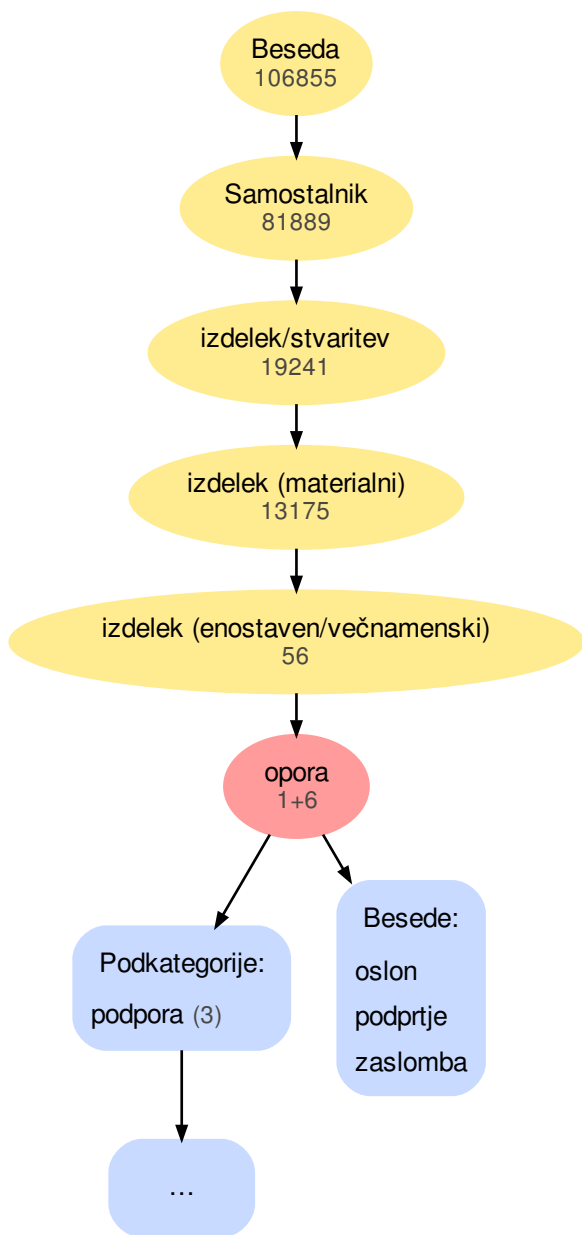 Beseda
106855
Samostalnik
81889
izdelek/stvaritev
19241
izdelek (materialni)
13175
izdelek (enostaven/večnamenski)
56
opora
1+6
Podkategorije:
podpora (3)
...
Besede:
oslon
podprtje
zaslomba